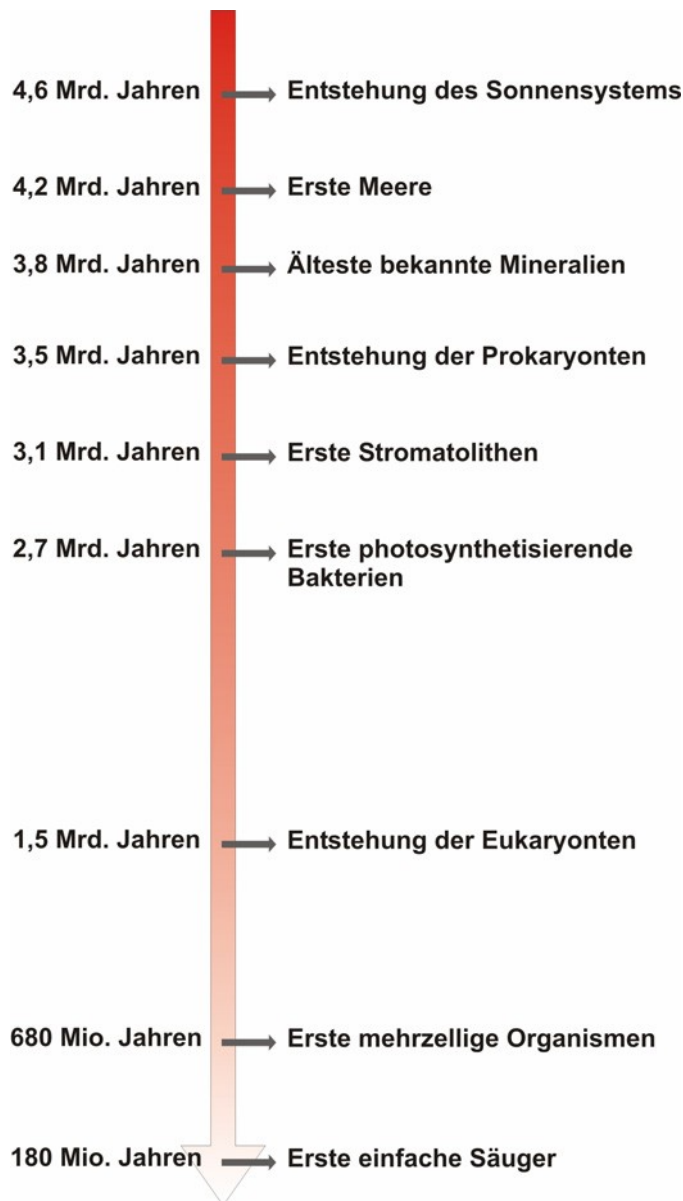 4,6 Mrd. Jahren Entstehung des Sonnensystems
4,2 Mrd. Jahren Erste Meere
3,8 Mrd. Jahren Älteste bekannte Mineralien
3,5 Mrd. Jahren Entstehung der Prokaryonten
3,1 Mrd. Jahren Erste Stromatolithen
2,7 Mrd. Jahren Erste photosynthetisierende
Bakterien
1,5 Mrd. Jahren Entstehung der Eukaryonten
680 Mio. Jahren Erste mehrzellige Organismen
180 Mio. Jahren Erste einfache Säuger